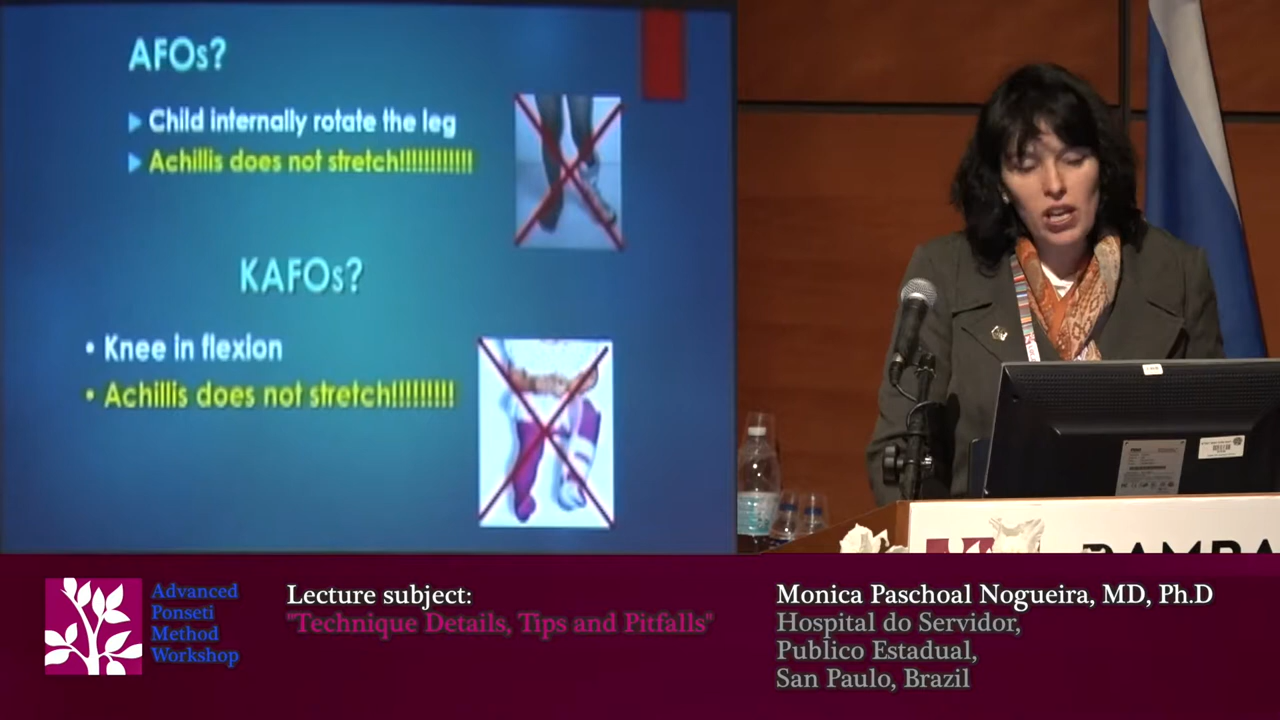 AFOs?
Child internally rotate the leg
Achillis does not stretch!!!!!!!!!!!!!
KAFOs?
Knee in flexion
Achillis does not stretch!!!!!!!!!
Advanced
Ponseti
Method
Workshop
Lecture subject:
"Technique Details, Tips and Pitfalls"
Monica Paschoal Nogueira, MD, Ph.D
Hospital do Servidor,
Publico Estadual,
San Paulo, Brazil